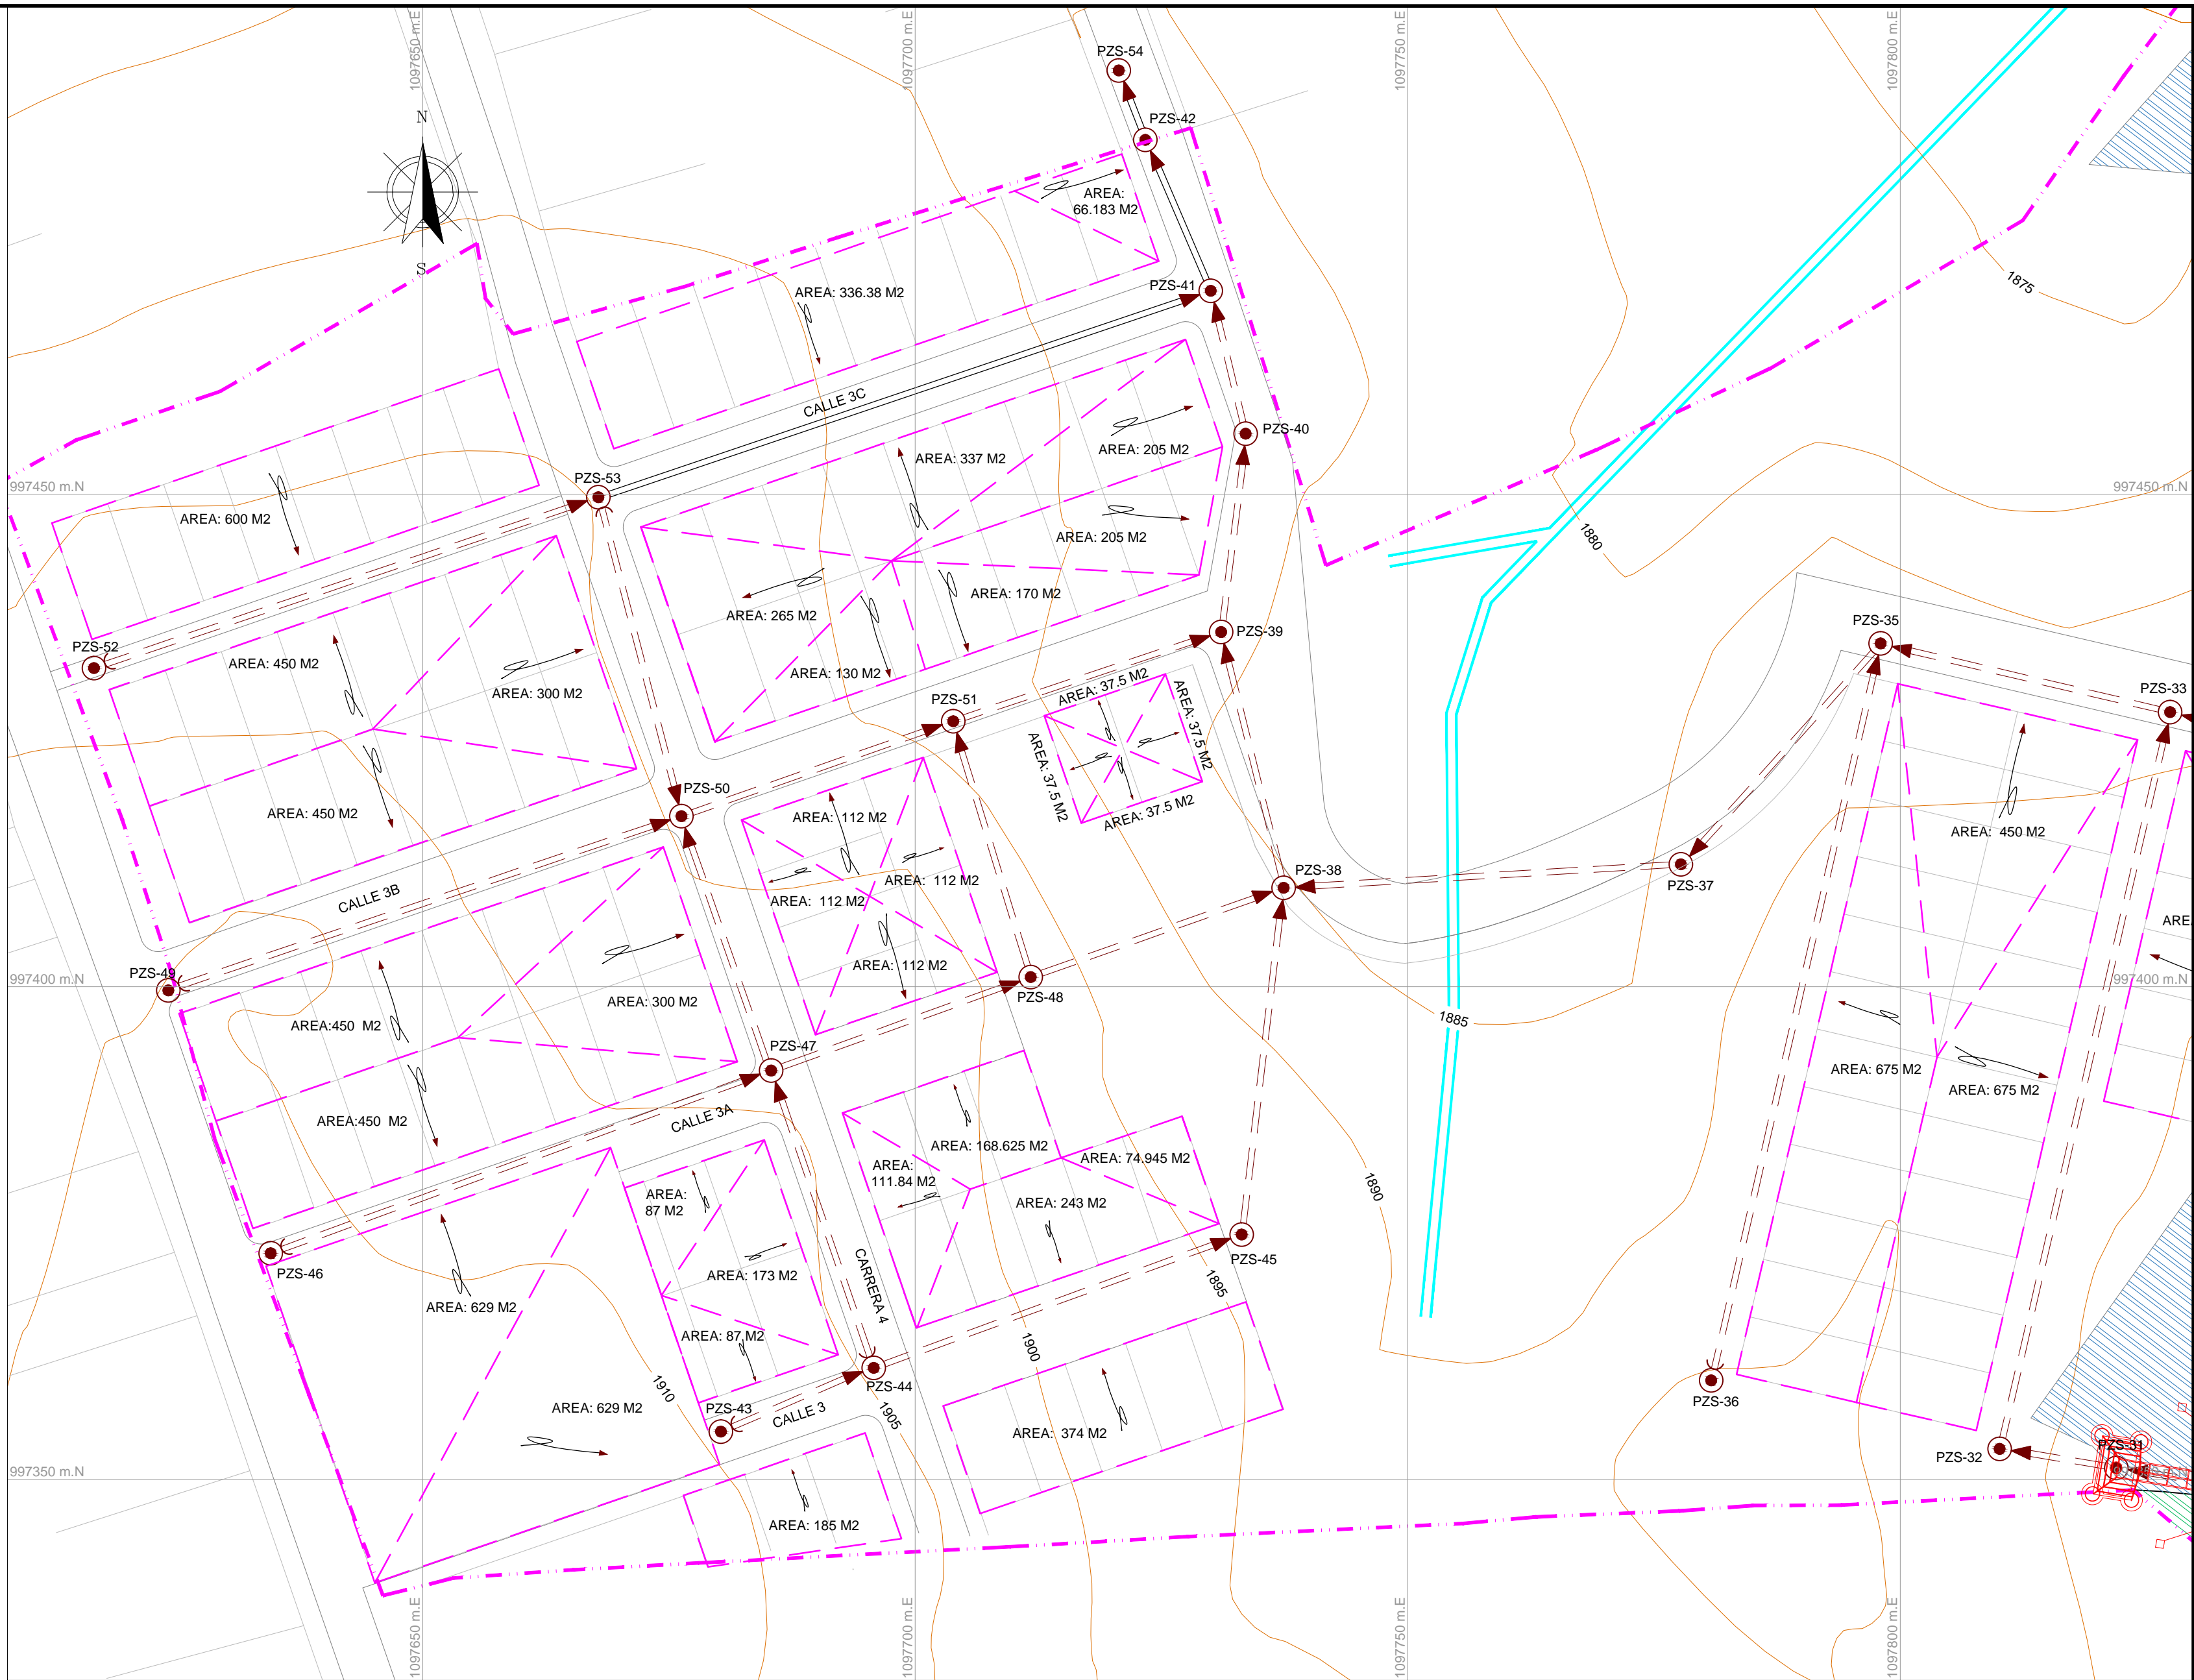 1097650 m.E
1097700 m.E
1097750 m.E
1097800 m.E
PZS-54
PZS-42
N
S
AREA:
66.183 M2
PZS-41
AREA: 336.38 M2
1875
CALLE 3C
PZS-40
AREA: 337 M2
AREA: 205 M2
PZS-53
997450 m.N
997450 m.N
AREA: 600 M2
AREA: 205 M2
1880
AREA: 170 M2
AREA: 265 M2
PZS-39
PZS-35
PZS-52
AREA: 450 M2
AREA: 300 M2
AREA: 130 M2
AREA: 37.5 M2
AREA: 37.5 M2
AREA: 37.5 M2
AREA: 37.5 M2
PZS-51
PZS-33
PZS-50
AREA: 450 M2
AREA: 112 M2
AREA: 450 M2
PZS-38
AREA: 112 M2
PZS-37
CALLE 3B
AREA: 112 M2
ARE
AREA: 112 M2
PZS-49
PZS-48
997400 m.N
997400 m.N
AREA: 300 M2
AREA:450 M2
1885
PZS-47
AREA: 675 M2
AREA: 675 M2
AREA:450 M2
CALLE 3A
AREA: 168.625 M2
AREA: 74.945 M2
AREA:
111.84 M2
1890
AREA:
87 M2
AREA: 243 M2
PZS-45
PZS-46
AREA: 173 M2
CARRERA 4
1895
AREA: 629 M2
AREA: 87 M2
1900
PZS-44
1910
PZS-36
AREA: 629 M2
PZS-43
CALLE 3
1905
AREA: 374 M2
PZS-31
PZS-32
997350 m.N
AREA: 185 M2
1097650 m.E
1097700 m.E
1097750 m.E
1097800 m.E